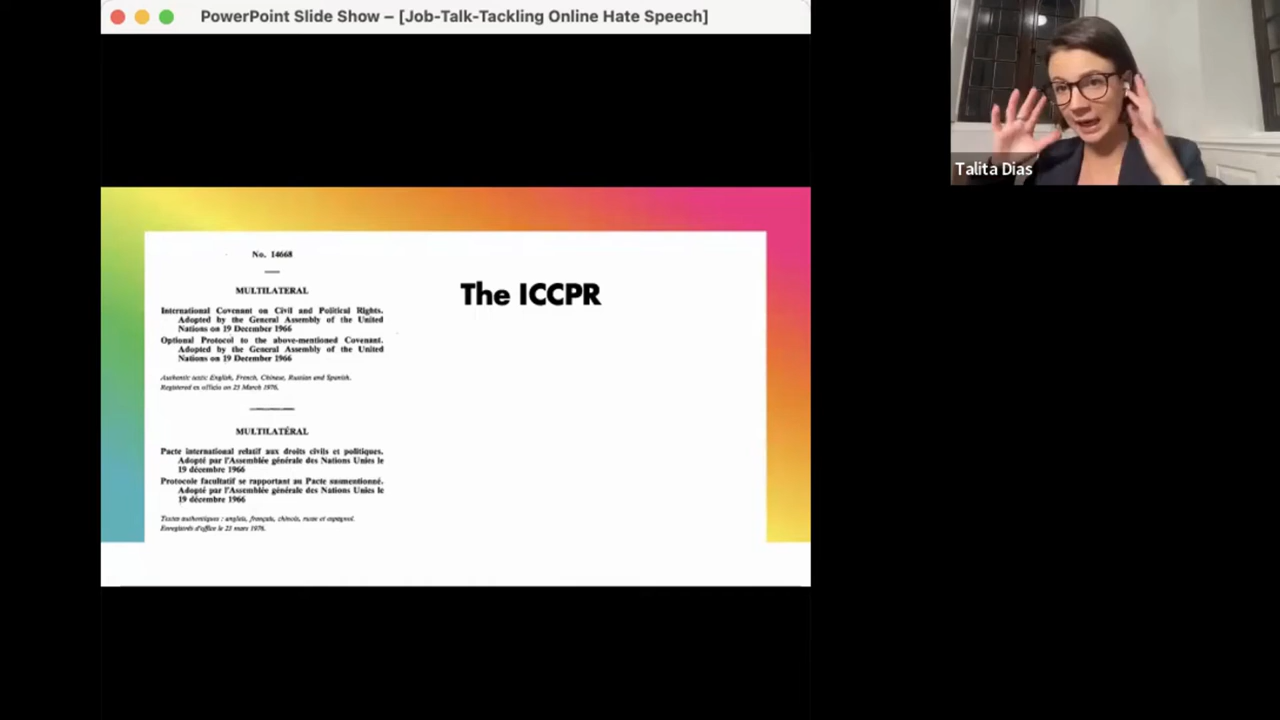 PowerPoint Slide Show – [Job-Talk-Tackling Online Hate Speech]
Talita Dias
No. 14668
MULTILATERAL
International Covenant on Civil and Political Rights.
Adopted by the General Assembly of the United
Nations on 19 December 1966
Optional Protocol to the above-mentioned Covenant.
Adopted by the General Assembly of the United
Nations on 19 December 1966
Authentic texts: English, French, Chinese, Russian and Spanish.
Registered ex officio on 23 March 1976.
MULTILATÉRAL
Pacte international relatif aux droits civils et politiques.
Adopté par l'Assemblée générale des Nations Unies le
19 décembre 1966
Protocole facultatif se rapportant au Pacte susmentionné.
Adopté par l'Assemblée générale des Nations Unies le
19 décembre 1966
Textes authentiques : anglais, français, chinois, russe et espagnol.
Enregistrés d'office le 23 mars 1976.
The ICCPR